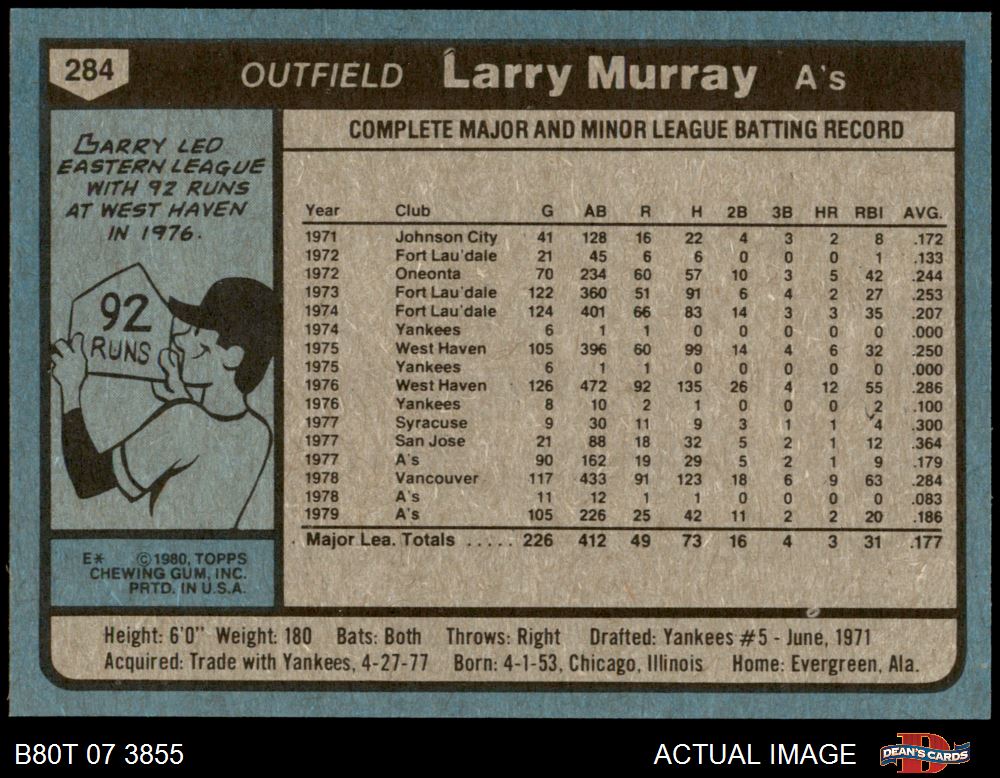 284
OUTFIELD Larry Murray A's
LARRY LED
EASTERN LEAGUE
WITH 92 RUNS
AT WEST HAVEN
IN 1976.
92
RUNS
E* ©1980, TOPPS
CHEWING GUM, INC.
PRTD. IN U.S.A.
COMPLETE MAJOR AND MINOR LEAGUE BATTING RECORD
Year Club G AB R H 2B 3B HR RBI AVG.
1971 Johnson City 41 128 16 22 4 3 2 8 .172
1972 Fort Lau'dale 21 45 6 6 0 0 0 1 .133
1972 Oneonta 70 234 60 57 10 3 5 42 .244
1973 Fort Lau'dale 122 360 51 91 6 4 2 27 .253
1974 Fort Lau'dale 124 401 66 83 14 3 3 35 .207
1974 Yankees 6 1 1 0 0 0 0 0 .000
1975 West Haven 105 396 60 99 14 4 6 32 .250
1975 Yankees 6 1 1 0 0 0 0 0 .000
1976 West Haven 126 472 92 135 26 4 12 55 .286
1976 Yankees 8 10 2 1 0 0 0 2 .100
1977 Syracuse 9 30 11 9 3 1 1 4 .300
1977 San Jose 21 88 18 32 5 2 1 12 .364
1977 A's 90 162 19 29 5 2 1 9 .179
1978 Vancouver 117 433 91 123 18 6 9 63 .284
1978 A's 11 12 1 1 0 0 0 0 .083
1979 A's 105 226 25 42 11 2 2 20 .186
Major Lea. Totals ..... 226 412 49 73 16 4 3 31 .177
Height: 6'0" Weight: 180 Bats: Both Throws: Right Drafted: Yankees #5 - June, 1971
Acquired: Trade with Yankees, 4-27-77 Born: 4-1-53, Chicago, Illinois Home: Evergreen, Ala.
B80T 07 3855 ACTUAL IMAGE DEAN'S CARDS